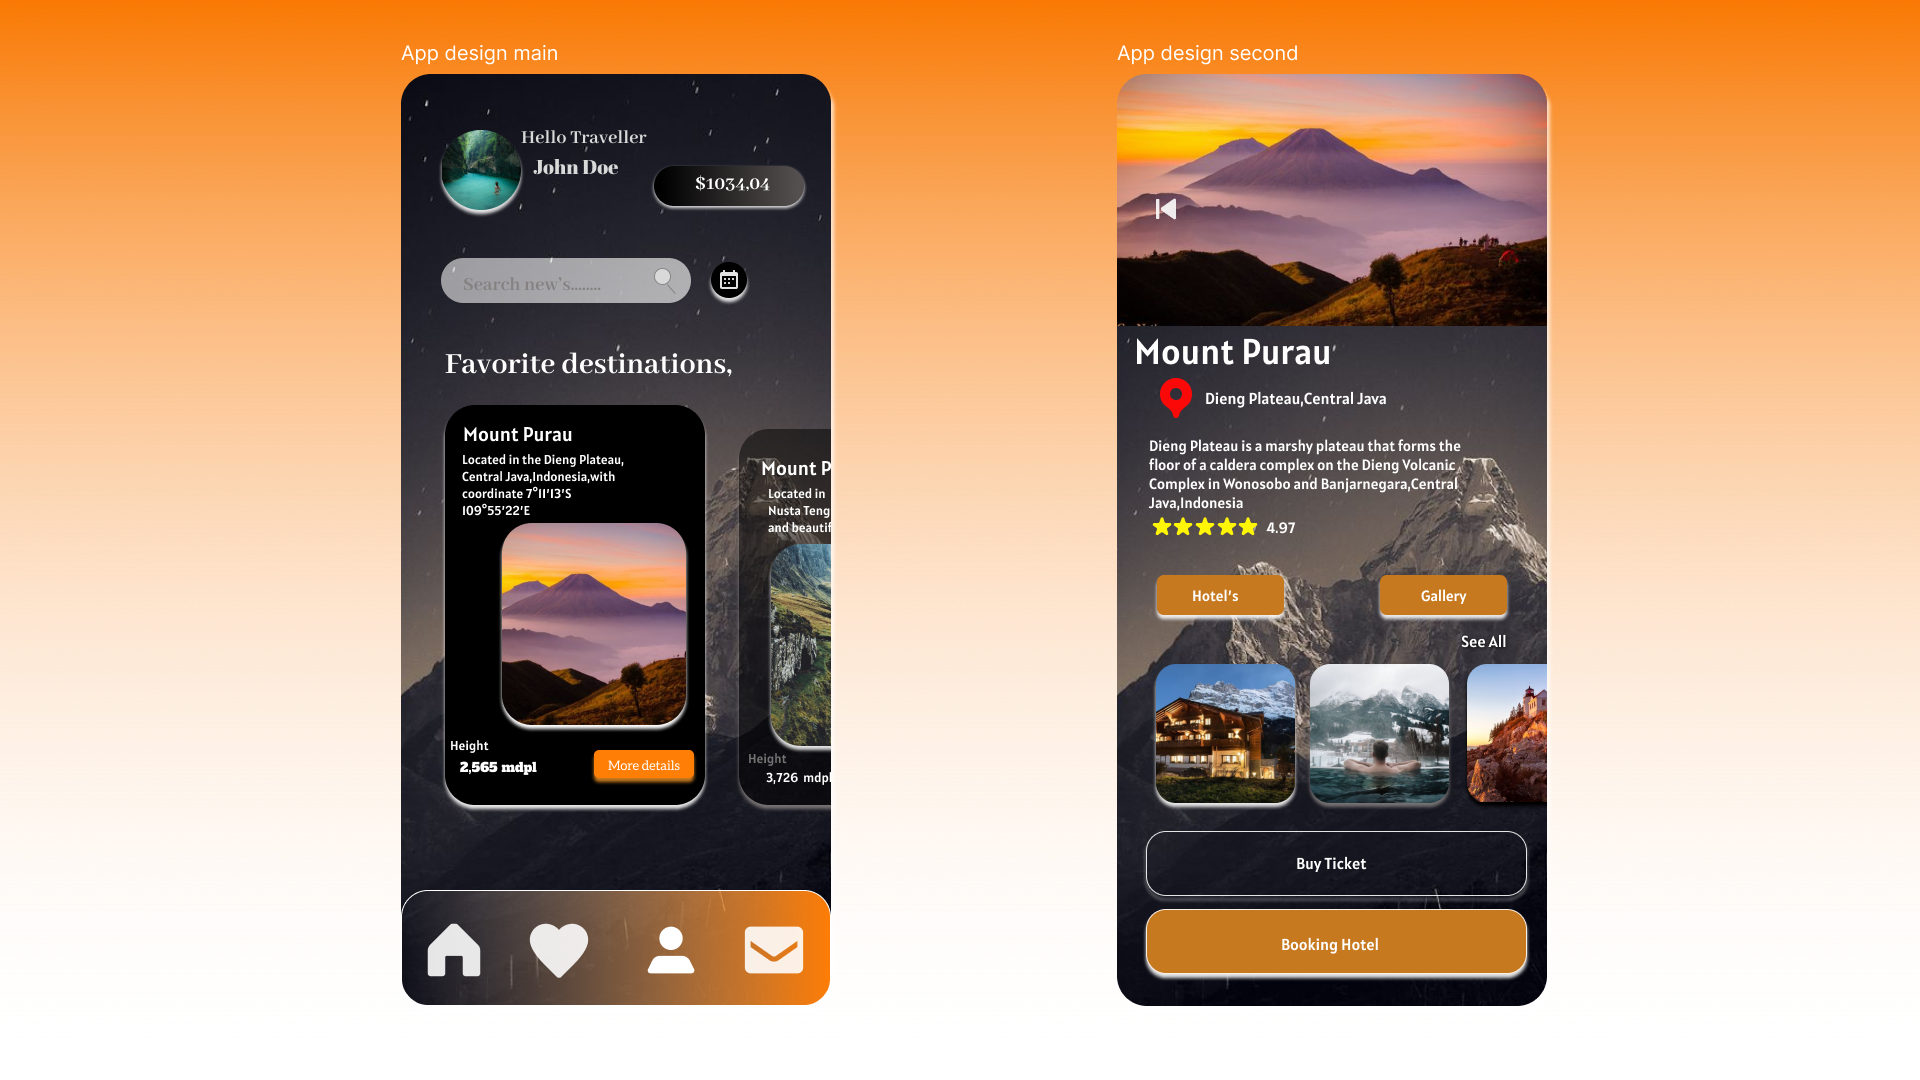 App design main
Hello Traveller
John Doe
$1034,04
Search new's........
Favorite destinations,
Mount Purau
Located in the Dieng Plateau,
Central Java,Indonesia,with
coordinate 7°11'13'S
109°55'22'E
Height
2,565 mdpl
More details
Mount P
Located in
Nusta Teng
and beautif
Height
3,726 mdpl
App design second
Mount Purau
Dieng Plateau,Central Java
Dieng Plateau is a marshy plateau that forms the
floor of a caldera complex on the Dieng Volcanic
Complex in Wonosobo and Banjarnegara,Central
Java,Indonesia
4.97
Hotel's
Gallery
See All
Buy Ticket
Booking Hotel